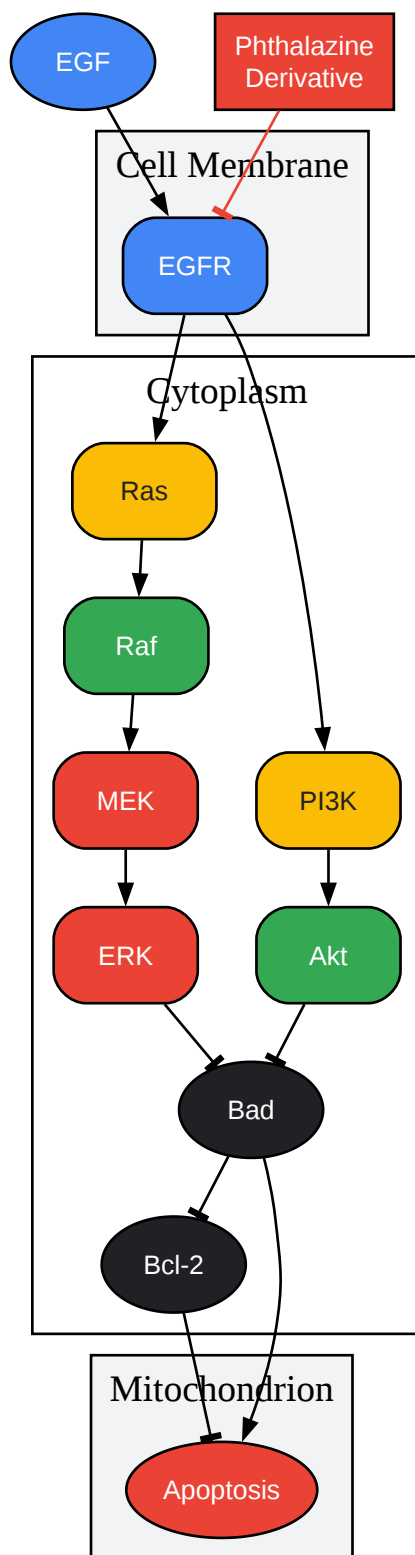 EGF
Phthalazine
Derivative
Cell Membrane
EGFR
Cytoplasm
Ras
Raf
MEK
PI3K
ERK
Akt
Bad
Bcl-2
Mitochondrion
Apoptosis